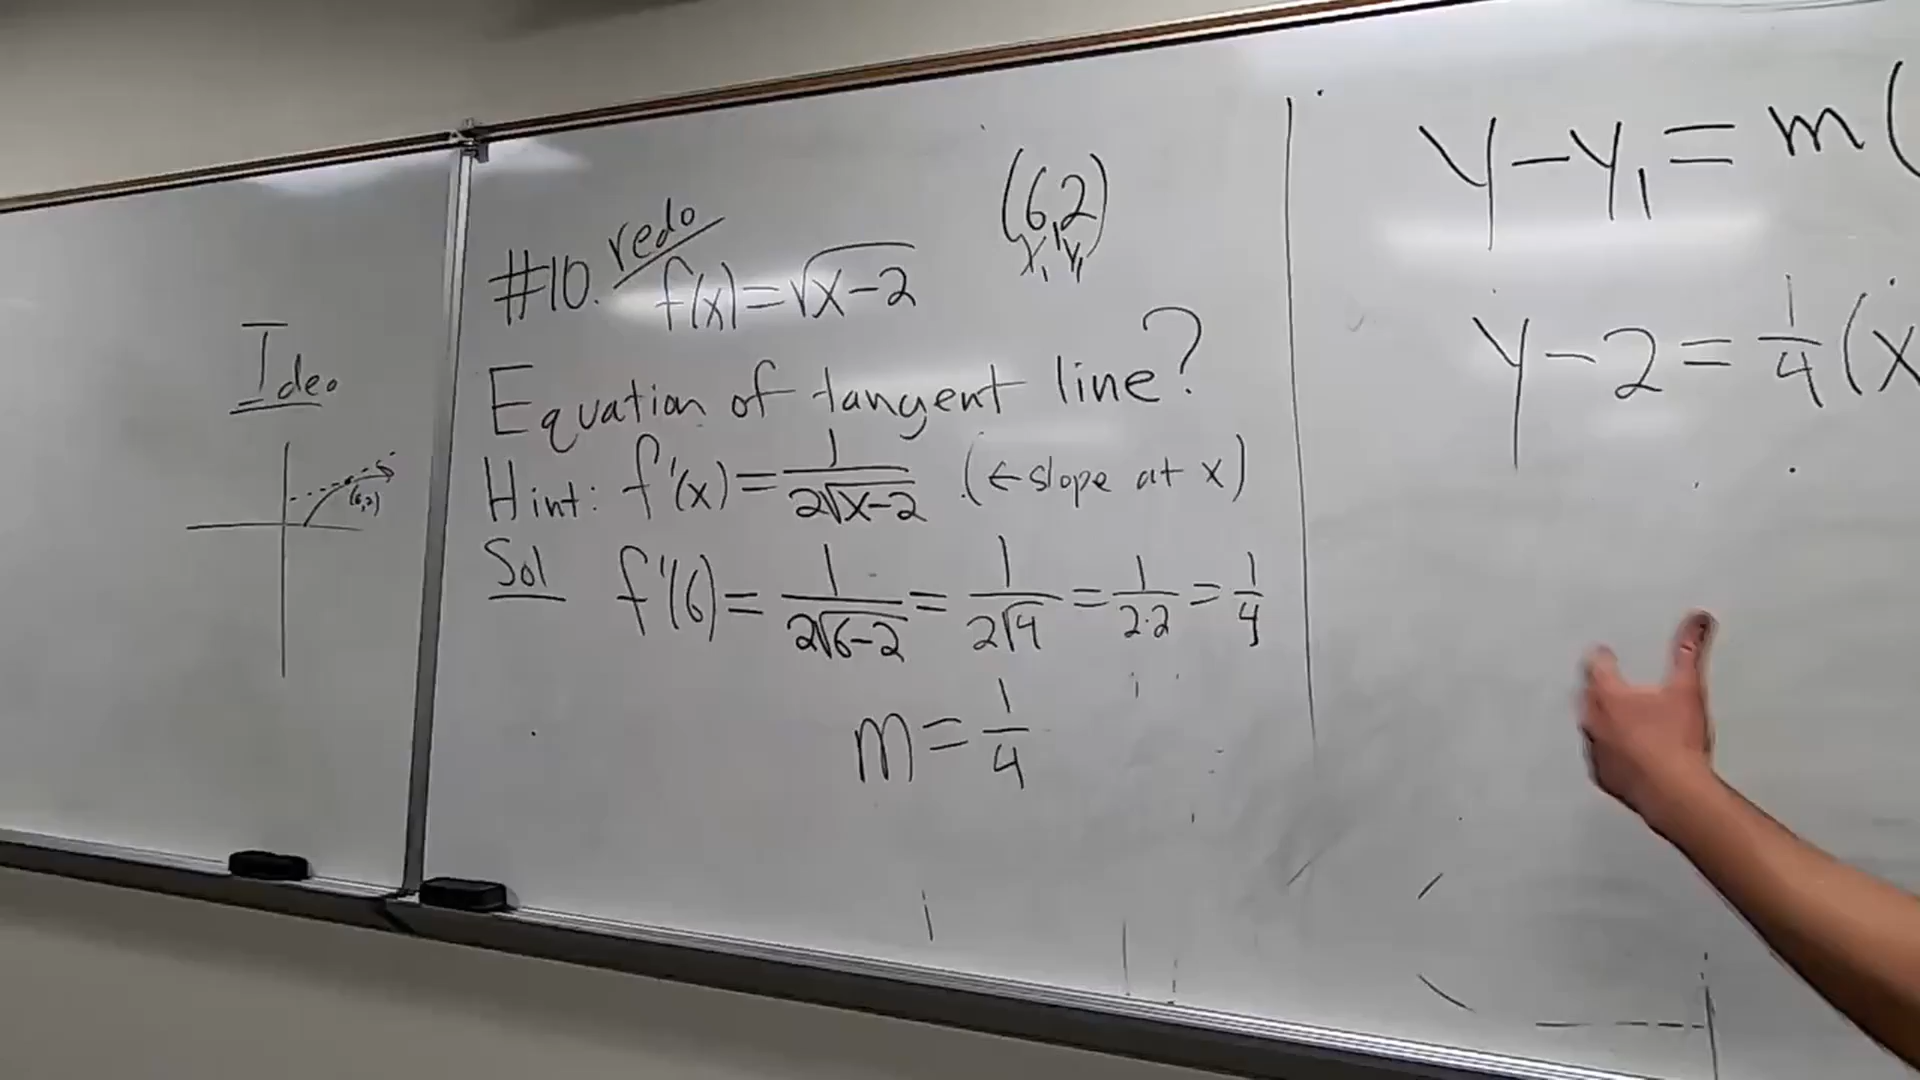 Idea
(6,2)
#10. redo f(x)=√x-2 (6,2)
x₁ y₁
Equation of tangent line?
Hint: f'(x)=1/2√x-2 (←slope at x)
Sol f'(6)=1/2√6-2=1/2√4=1/2·2=1/4
m=1/4
y-y₁=m(
y-2=1/4(x